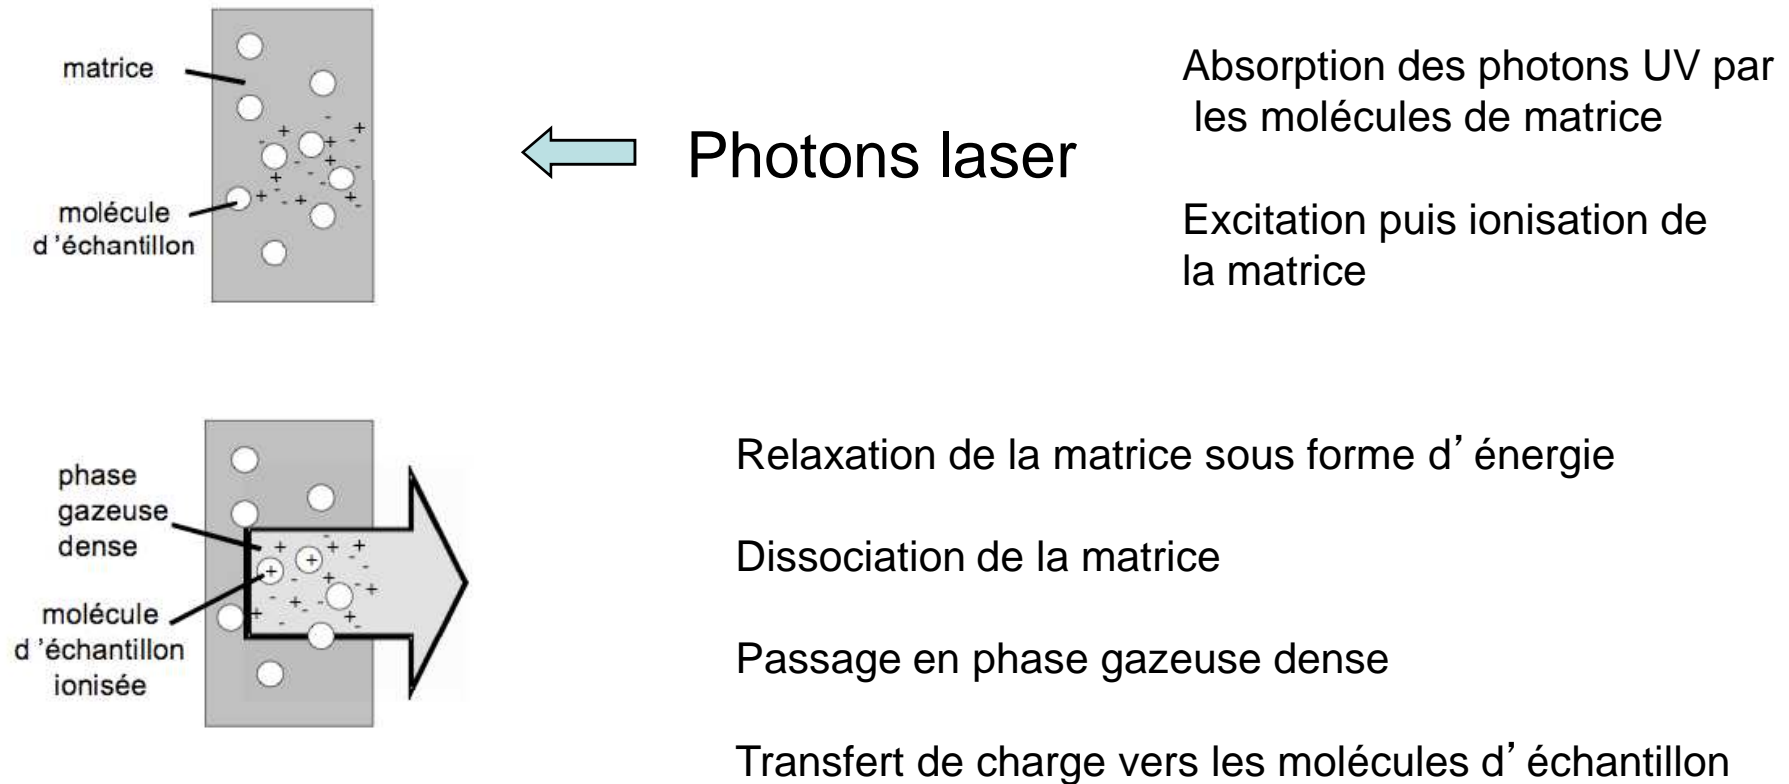 matrice
molécule
d 'échantillon
Photons laser
Absorption des photons UV par
les molécules de matrice
Excitation puis ionisation de
la matrice
phase
gazeuse
dense
molécule
d 'échantillon
ionisée
Relaxation de la matrice sous forme d’ énergie
Dissociation de la matrice
Passage en phase gazeuse dense
Transfert de charge vers les molécules d’ échantillon